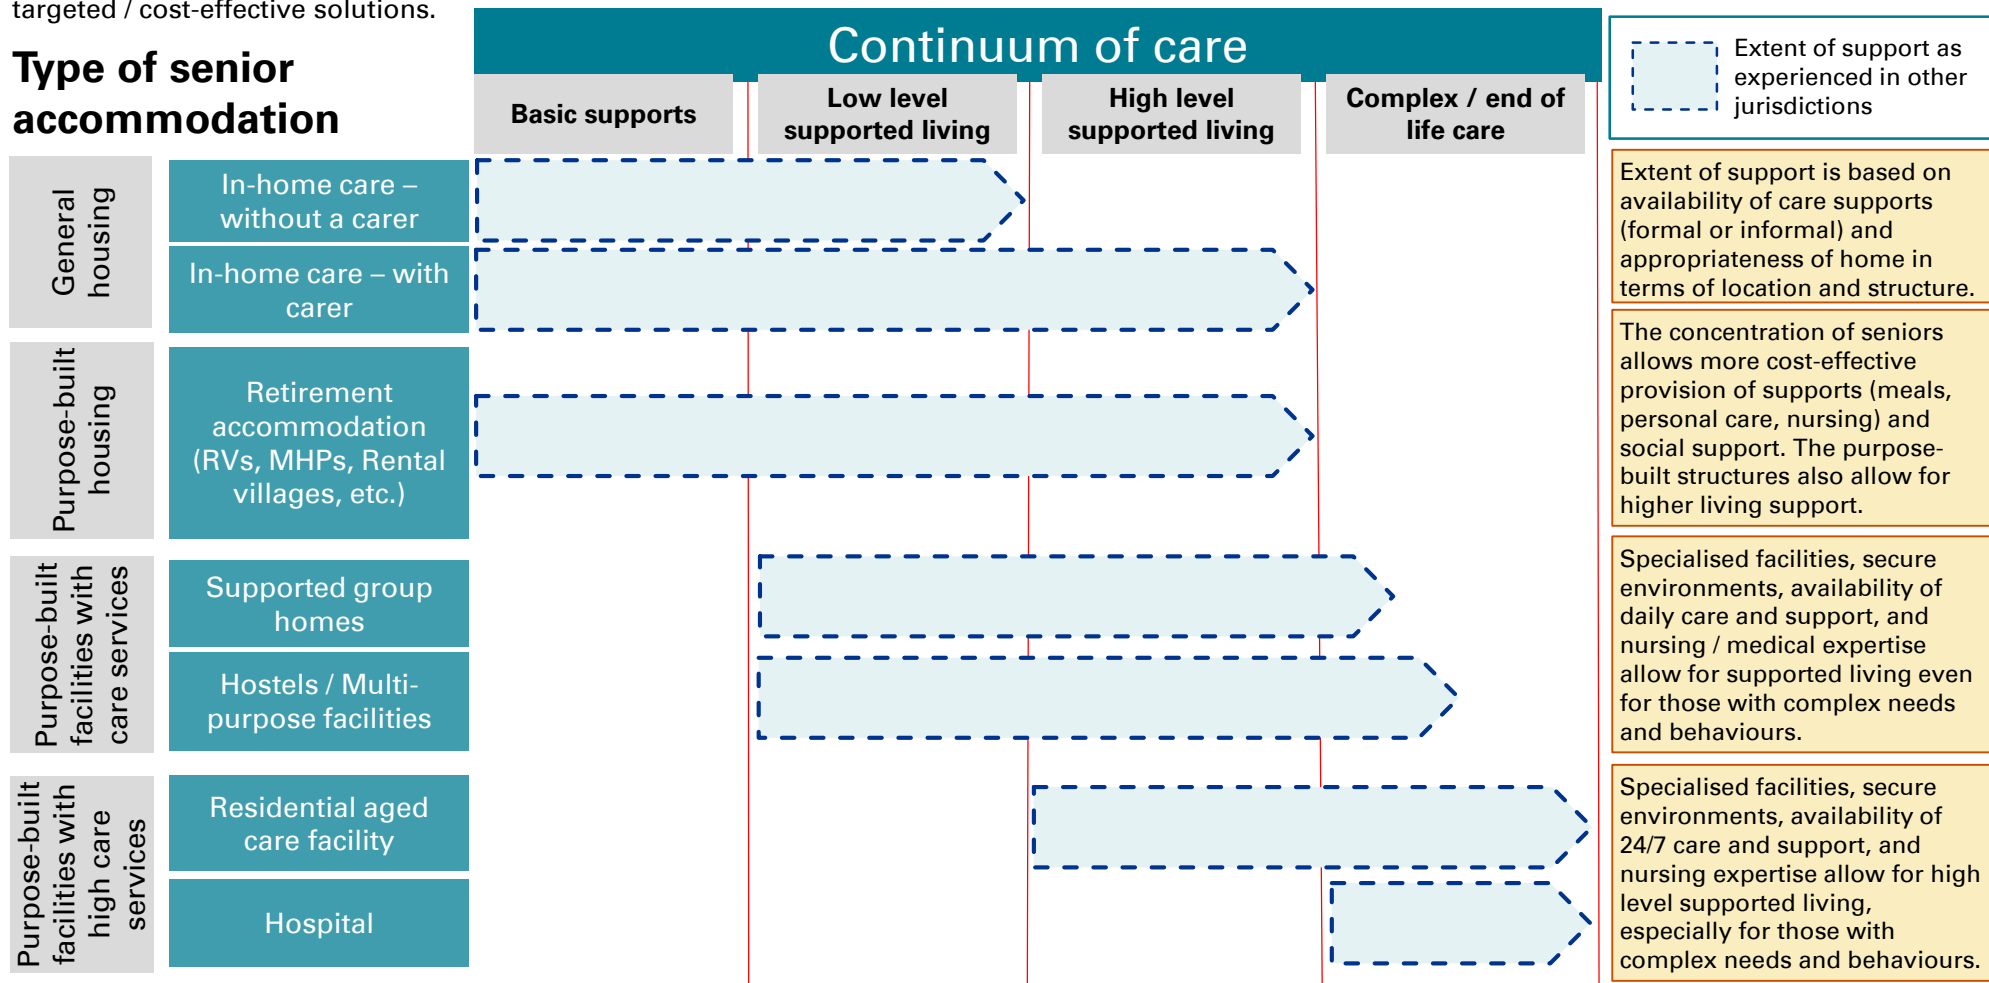 targeted / cost-effective solutions.
Type of senior
accommodation
Continuum of care
Basic supports
Low level
supported living
High level
supported living
Complex / end of
life care
Extent of support as
experienced in other
jurisdictions
General
housing
In-home care –
without a carer
In-home care – with
carer
Extent of support is based on
availability of care supports
(formal or informal) and
appropriateness of home in
terms of location and structure.
Purpose-built
housing
Retirement
accommodation
(RVs, MHPs, Rental
villages, etc.)
The concentration of seniors
allows more cost-effective
provision of supports (meals,
personal care, nursing) and
social support. The purpose-
built structures also allow for
higher living support.
Purpose-built
facilities with
care services
Supported group
homes
Hostels / Multi-
purpose facilities
Specialised facilities, secure
environments, availability of
daily care and support, and
nursing / medical expertise
allow for supported living even
for those with complex needs
and behaviours.
Purpose-built
facilities with
high care
services
Residential aged
care facility
Hospital
Specialised facilities, secure
environments, availability of
24/7 care and support, and
nursing expertise allow for high
level supported living,
especially for those with
complex needs and behaviours.